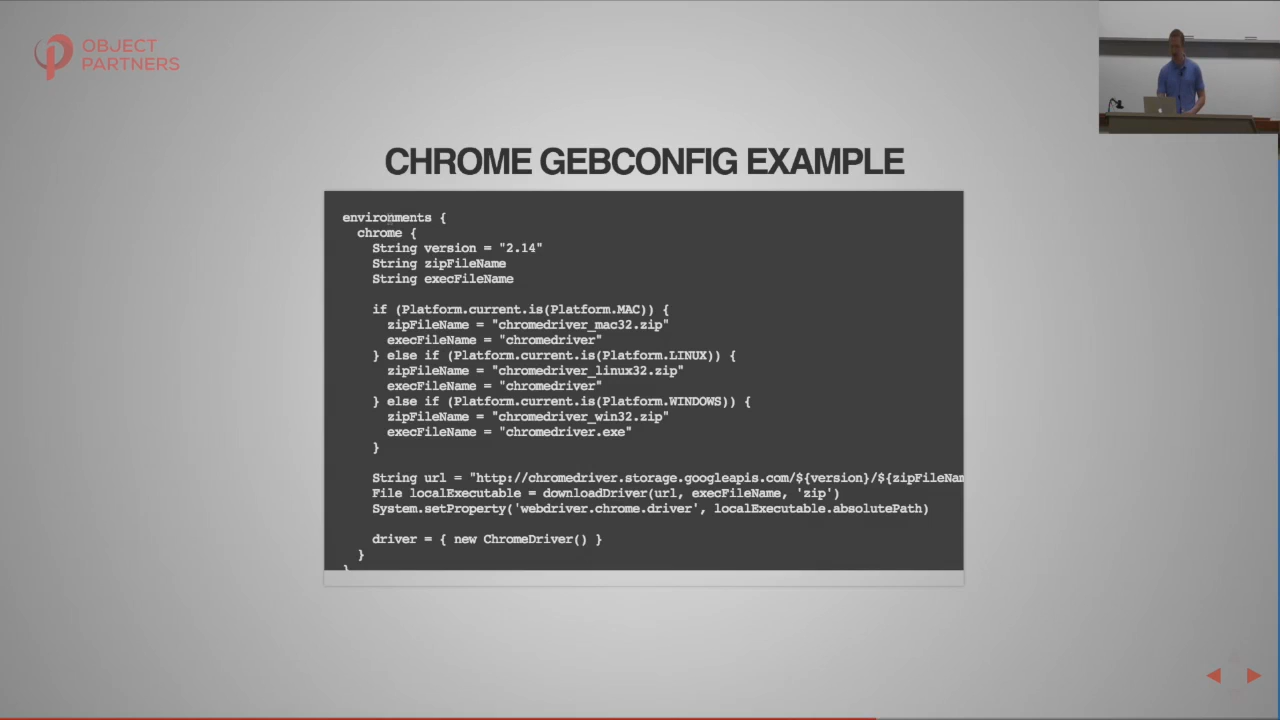 OBJECT
PARTNERS
CHROME GEBCONFIG EXAMPLE
environments {
chrome {
String version = "2.14"
String zipFileName
String execFileName
if (Platform.current.is(Platform.MAC)) {
zipFileName = "chromedriver_mac32.zip"
execFileName = "chromedriver"
} else if (Platform.current.is(Platform.LINUX)) {
zipFileName = "chromedriver_linux32.zip"
execFileName = "chromedriver"
} else if (Platform.current.is(Platform.WINDOWS)) {
zipFileName = "chromedriver_win32.zip"
execFileName = "chromedriver.exe"
}
String url = "http://chromedriver.storage.googleapis.com/${version}/${zipFileNam
File localExecutable = downloadDriver(url, execFileName, 'zip')
System.setProperty('webdriver.chrome.driver', localExecutable.absolutePath)
driver = { new ChromeDriver() }
}
}